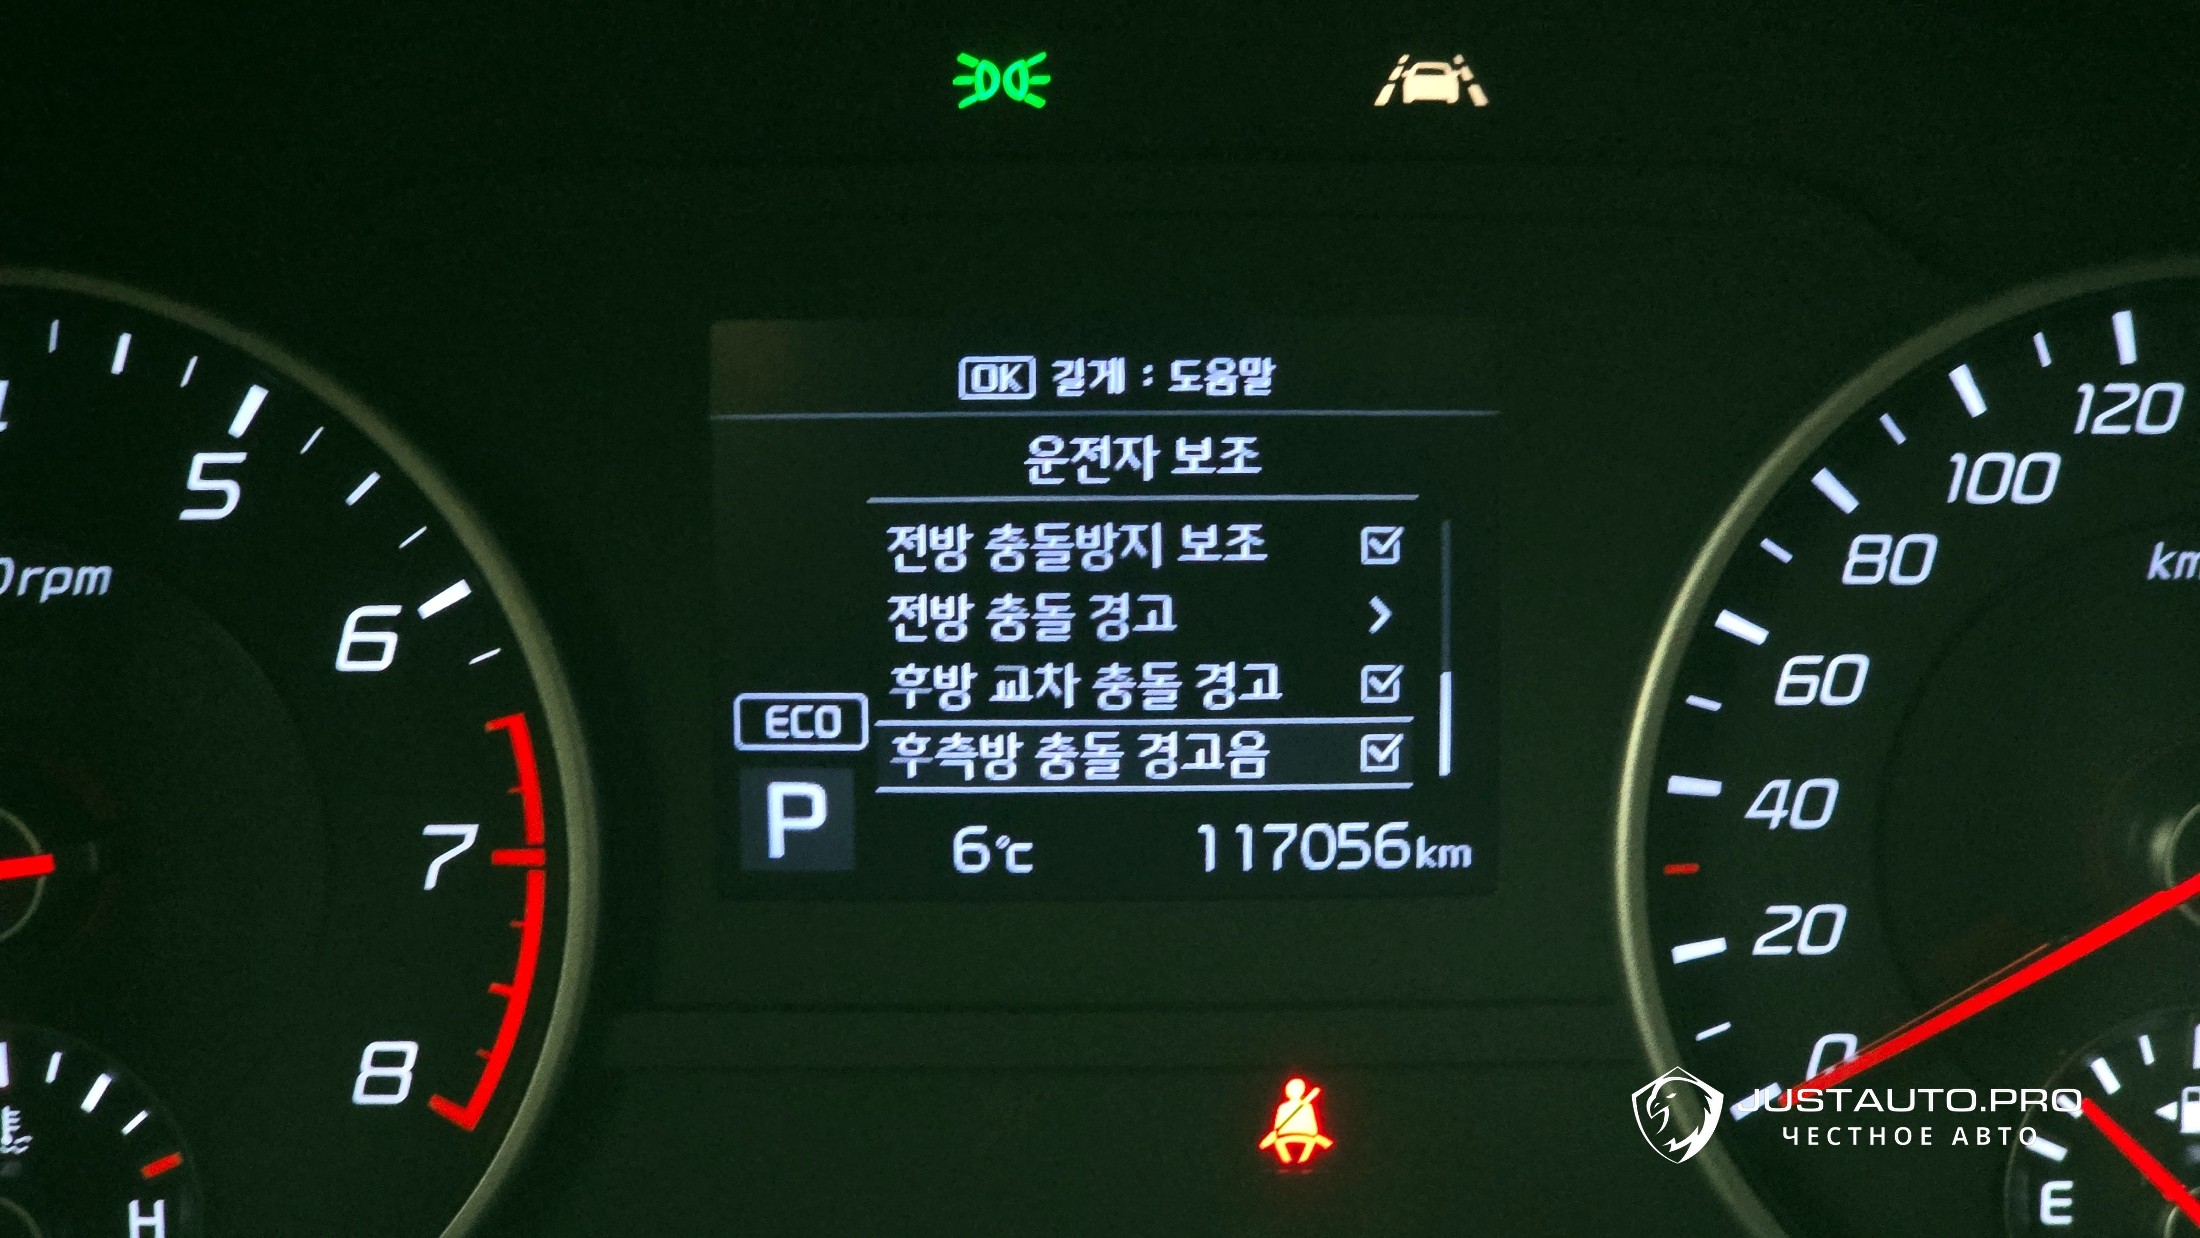 OK 길게 : 도움말
운전자 보조
전방 충돌방지 보조
전방 충돌 경고
후방 교차 충돌 경고
후측방 충돌 경고음
ECO
P
6°C
117056km
5
6
7
8
rpm
H
120
100
80
60
40
20
0
km
E
JUSTAUTO.PRO
ЧЕСТНОЕ АВТО